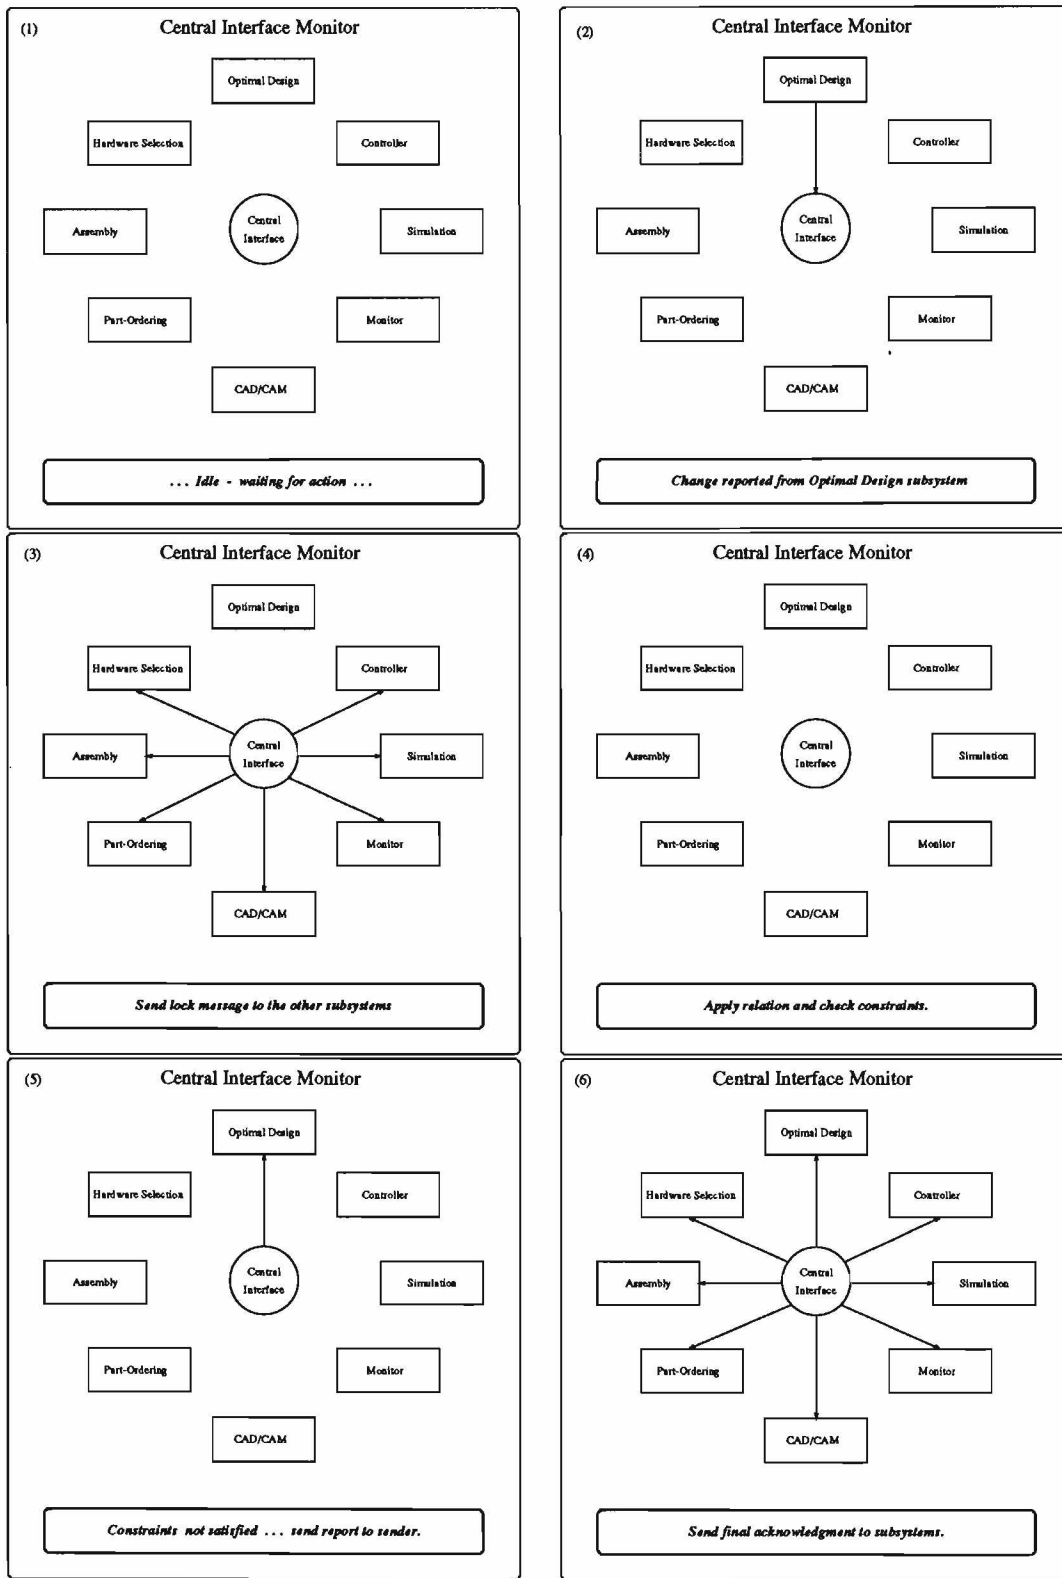 (1)
Central Interface Monitor
Optimal Design
Hardware Selection
Controller
Assembly
Central
Interface
Simulation
Part-Ordering
Monitor
CAD/CAM
... Idle - waiting for action ...
(2)
Central Interface Monitor
Optimal Design
Hardware Selection
Controller
Assembly
Central
Interface
Simulation
Part-Ordering
Monitor
CAD/CAM
Change reported from Optimal Design subsystem
(3)
Central Interface Monitor
Optimal Design
Hardware Selection
Controller
Assembly
Central
Interface
Simulation
Part-Ordering
Monitor
CAD/CAM
Send lock message to the other subsystems
(4)
Central Interface Monitor
Optimal Design
Hardware Selection
Controller
Assembly
Central
Interface
Simulation
Part-Ordering
Monitor
CAD/CAM
Apply relation and check constraints.
(5)
Central Interface Monitor
Optimal Design
Hardware Selection
Controller
Assembly
Central
Interface
Simulation
Part-Ordering
Monitor
CAD/CAM
Constraints not satisfied ... send report to sender.
(6)
Central Interface Monitor
Optimal Design
Hardware Selection
Controller
Assembly
Central
Interface
Simulation
Part-Ordering
Monitor
CAD/CAM
Send final acknowledgment to subsystems.